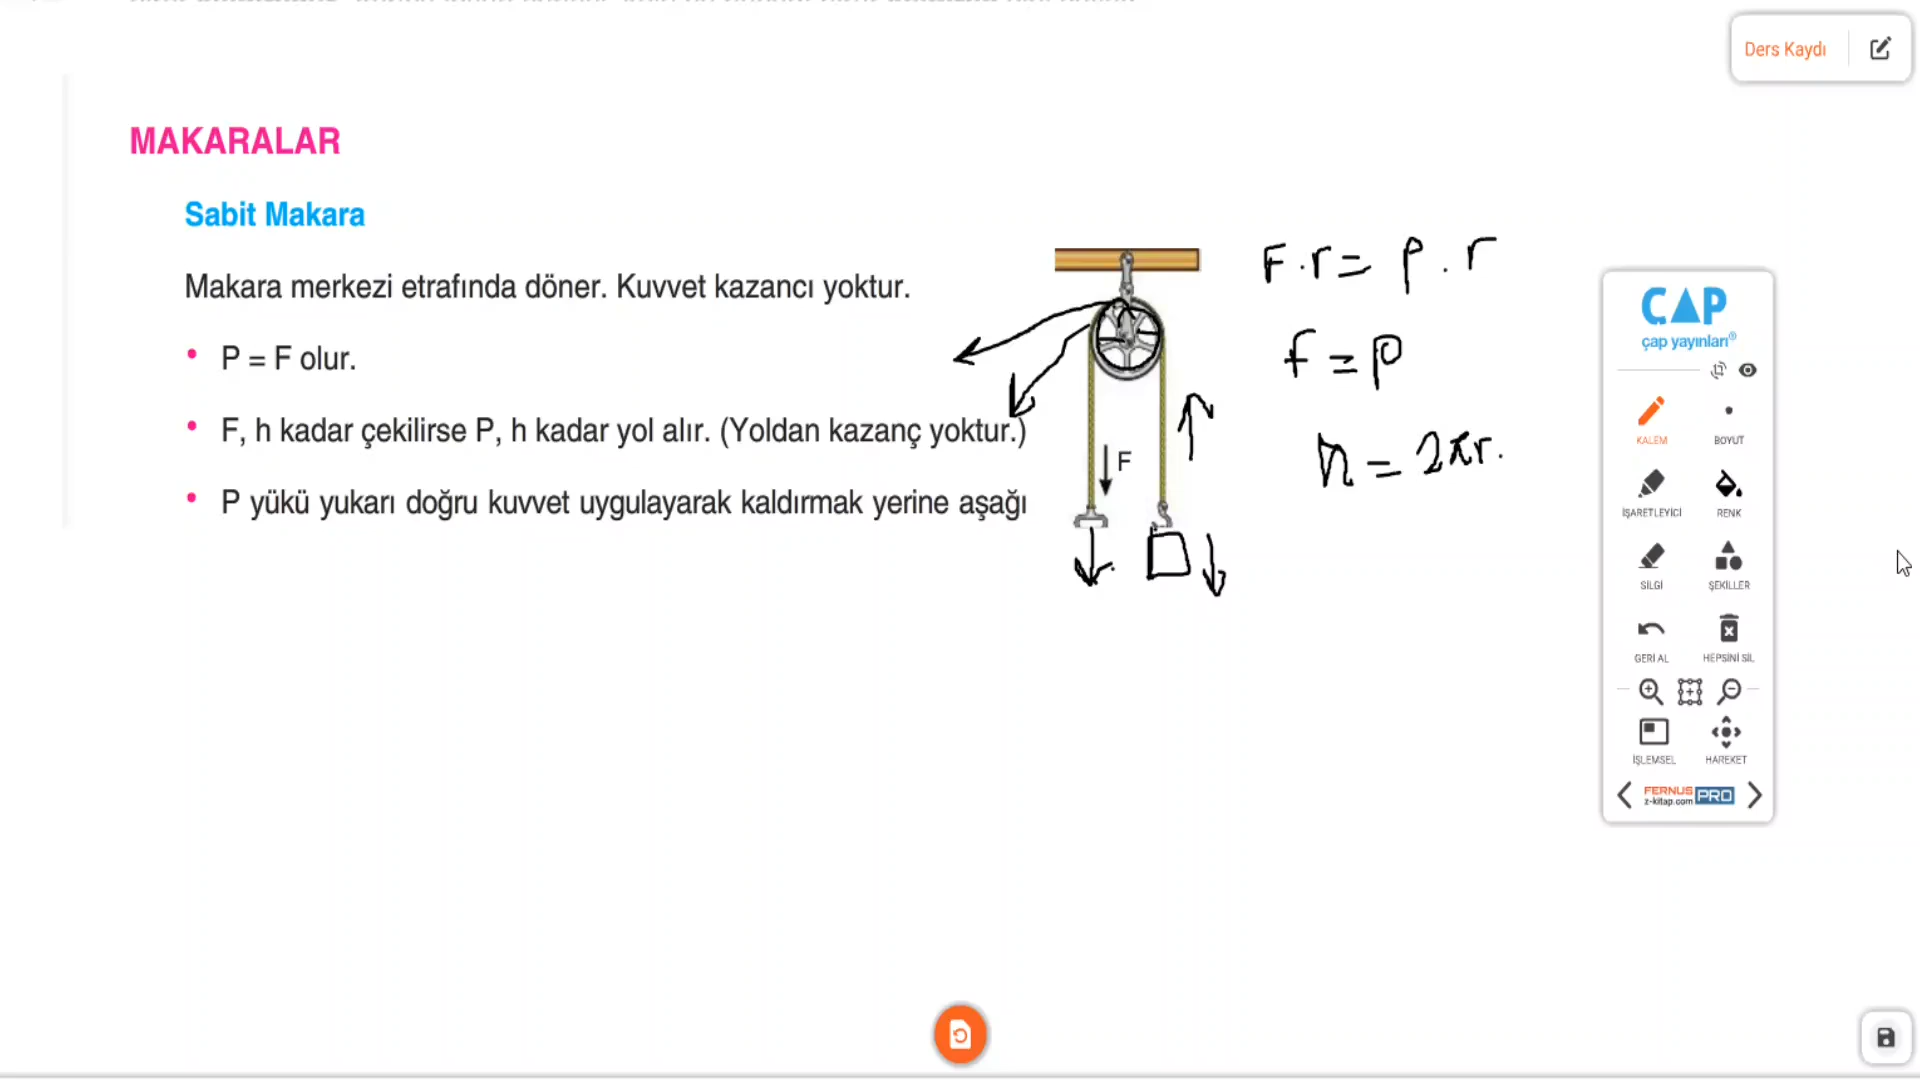 Ders Kaydı
MAKARALAR
Sabit Makara
Makara merkezi etrafında döner. Kuvvet kazancı yoktur.
• P = F olur.
• F, h kadar çekilirse P, h kadar yol alır. (Yoldan kazanç yoktur.)
• P yükü yukarı doğru kuvvet uygulayarak kaldırmak yerine aşağı
F
F . r = P . r
f = P
h = 2πr.
ÇAP
çap yayınları®
KALEM
BOYUT
İŞARETLEYİCİ
RENK
SİLGİ
ŞEKİLLER
GERİ AL
HEPSİNİ SİL
İŞLEMSEL
HAREKET
FERNUS
z-kitap.com
PRO